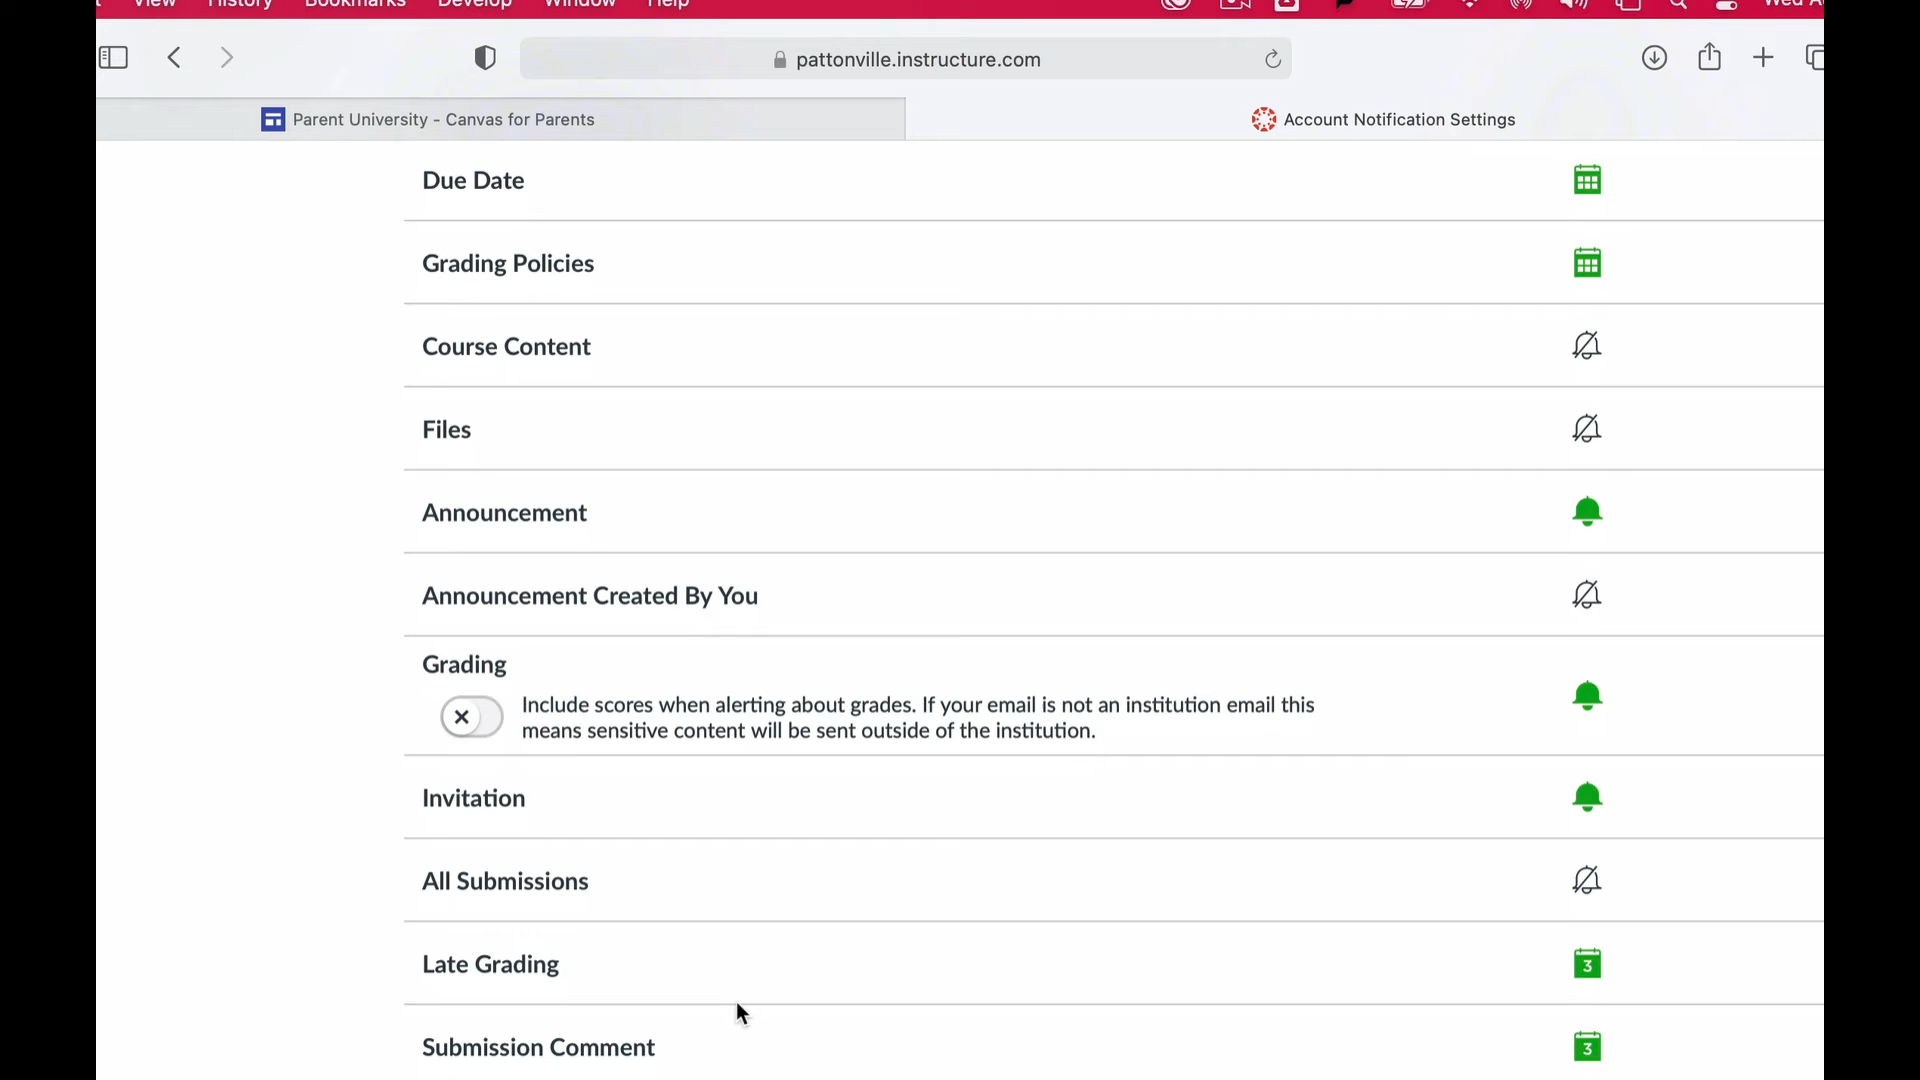 View History Bookmarks Develop Window Help Wed
pattonville.instructure.com
Parent University - Canvas for Parents Account Notification Settings
Due Date
Grading Policies
Course Content
Files
Announcement
Announcement Created By You
Grading
Include scores when alerting about grades. If your email is not an institution email this
means sensitive content will be sent outside of the institution.
Invitation
All Submissions
Late Grading 3
Submission Comment 3